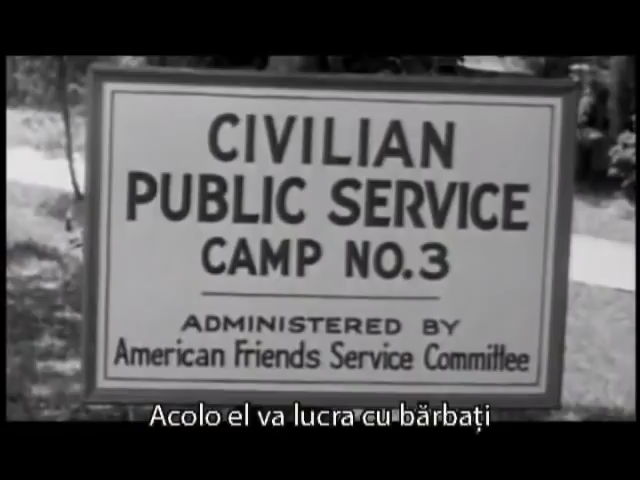 CIVILIAN
PUBLIC SERVICE
CAMP NO.3
ADMINISTERED BY
American Friends Service Committee
Acolo el va lucra cu bărbați